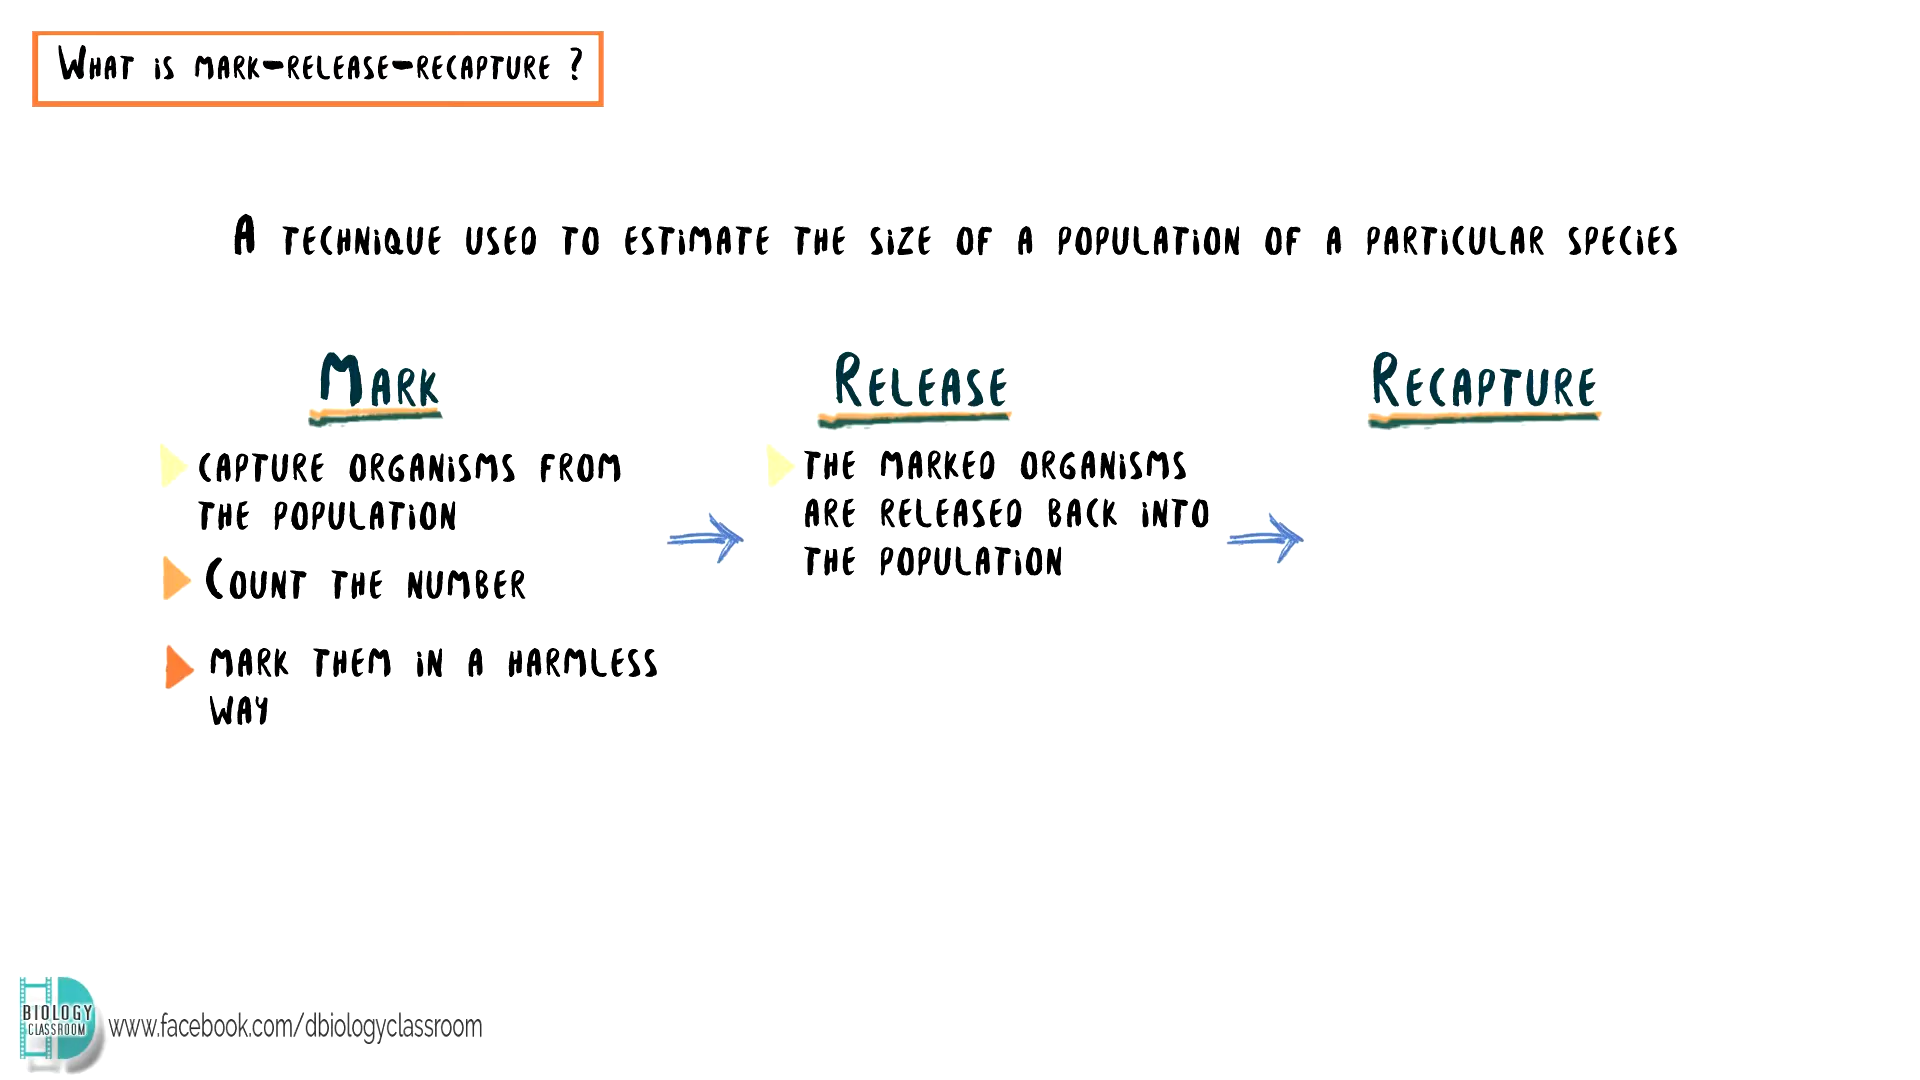 What is mark-release-recapture ?
A technique used to estimate the size of a population of a particular species
Mark
Release
Recapture
capture organisms from
the population
Count the number
mark them in a harmless
way
the marked organisms
are released back into
the population
BIOLOGY
CLASSROOM
www.facebook.com/dbiologyclassroom